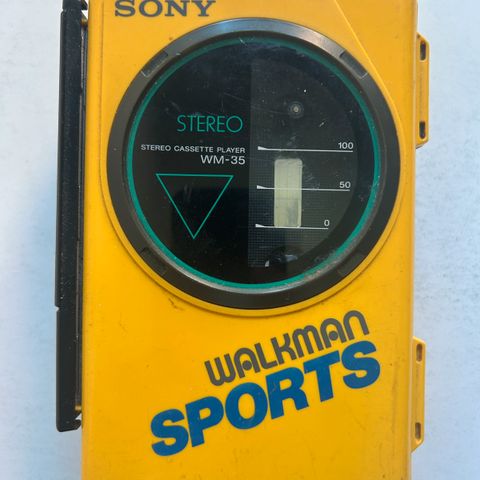 SONY
STEREO
STEREO CASSETTE PLAYER
WM-35
100
50
0
WALKMAN
SPORTS